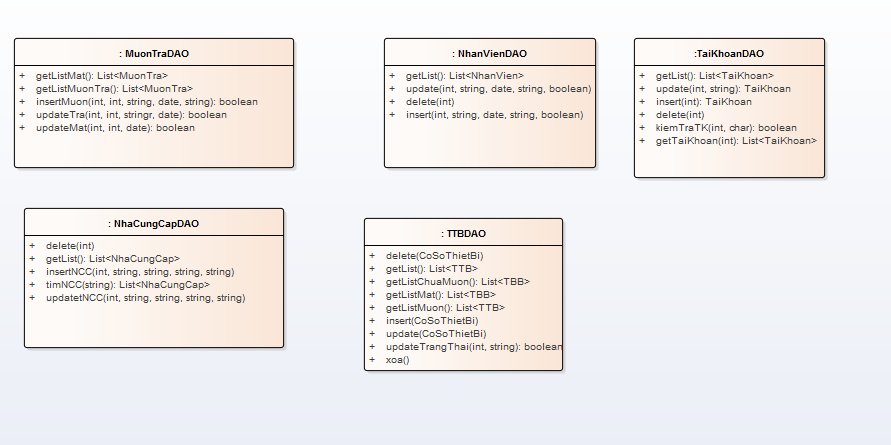 : MuonTraDAO
+ getListMat(): List<MuonTra>
+ getListMuonTra(): List<MuonTra>
+ insertMuon(int, int, string, date, string): boolean
+ updateTra(int, int, stringr, date): boolean
+ updateMat(int, int, date): boolean
: NhanVienDAO
+ getList(): List<NhanVien>
+ update(int, string, date, string, boolean)
+ delete(int)
+ insert(int, string, date, string, boolean)
:TaiKhoanDAO
+ getList(): List<TaiKhoan>
+ update(int, string): TaiKhoan
+ insert(int): TaiKhoan
+ delete(int)
+ kiemTraTK(int, char): boolean
+ getTaiKhoan(int): List<TaiKhoan>
: NhaCungCapDAO
+ delete(int)
+ getList(): List<NhaCungCap>
+ insertNCC(int, string, string, string, string)
+ timNCC(string): List<NhaCungCap>
+ updatetNCC(int, string, string, string, string)
: TTBDAO
+ delete(CoSoThietBi)
+ getList(): List<TTB>
+ getListChuaMuon(): List<TBB>
+ getListMat(): List<TBB>
+ getListMuon(): List<TTB>
+ insert(CoSoThietBi)
+ update(CoSoThietBi)
+ updateTrangThai(int, string): boolean
+ xoa()